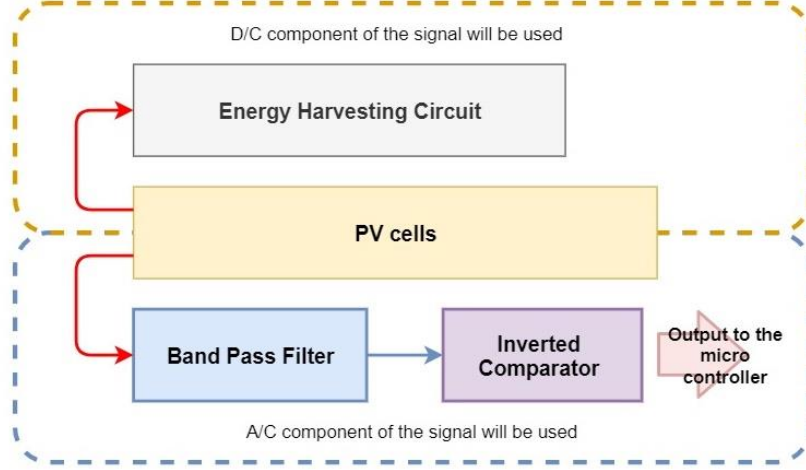 D/C component of the signal will be used
Energy Harvesting Circuit
PV cells
Band Pass Filter
Inverted
Comparator
Output to the
micro
controller
A/C component of the signal will be used